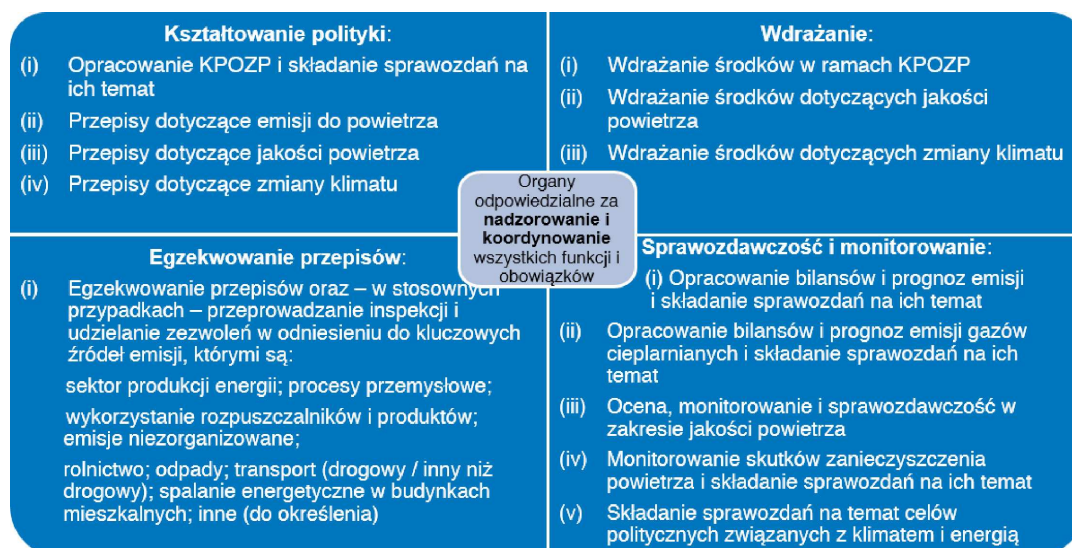 Kształtowanie polityki:
(i) Opracowanie KPOZP i składanie sprawozdań na
ich temat
(ii) Przepisy dotyczące emisji do powietrza
(iii) Przepisy dotyczące jakości powietrza
(iv) Przepisy dotyczące zmiany klimatu
Wdrażanie:
(i) Wdrażanie środków w ramach KPOZP
(ii) Wdrażanie środków dotyczących jakości
powietrza
(iii) Wdrażanie środków dotyczących zmiany klimatu
Organy
odpowiedzialne za
nadzorowanie i
koordynowanie
wszystkich funkcji i
obowiązków
Egzekwowanie przepisów:
(i) Egzekwowanie przepisów oraz – w stosownych
przypadkach – przeprowadzanie inspekcji i
udzielanie zezwoleń w odniesieniu do kluczowych
źródeł emisji, którymi są:
sektor produkcji energii; procesy przemysłowe;
wykorzystanie rozpuszczalników i produktów;
emisje niezorganizowane;
rolnictwo; odpady; transport (drogowy / inny niż
drogowy); spalanie energetyczne w budynkach
mieszkalnych; inne (do określenia)
Sprawozdawczość i monitorowanie:
(i) Opracowanie bilansów i prognoz emisji
i składanie sprawozdań na ich temat
(ii) Opracowanie bilansów i prognoz emisji gazów
cieplarnianych i składanie sprawozdań na ich
temat
(iii) Ocena, monitorowanie i sprawozdawczość w
zakresie jakości powietrza
(iv) Monitorowanie skutków zanieczyszczenia
powietrza i składanie sprawozdań na ich temat
(v) Składanie sprawozdań na temat celów
politycznych związanych z klimatem i energią